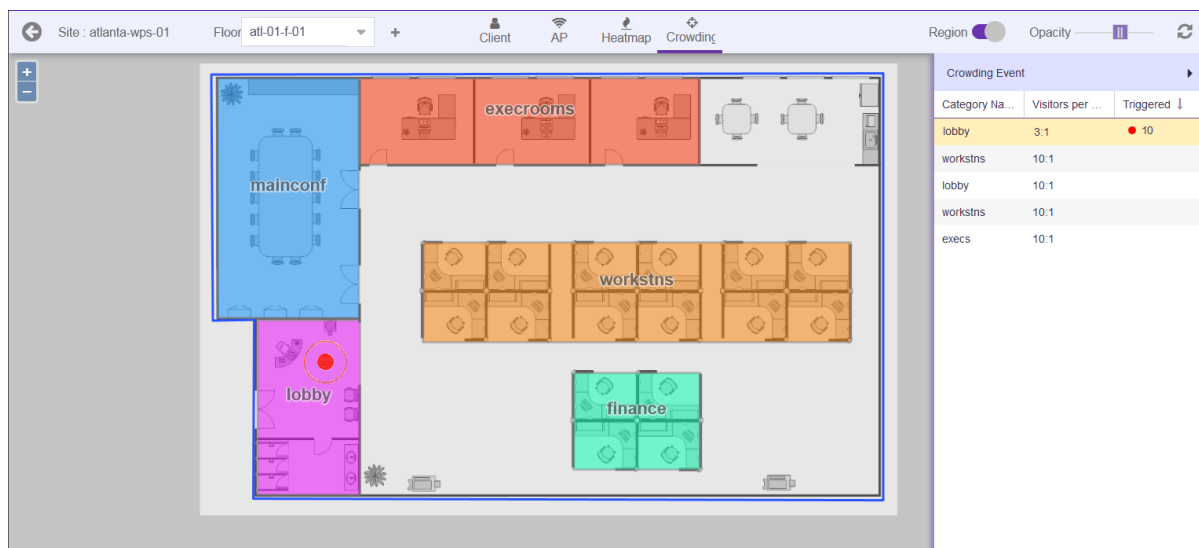 Site : atlanta-wps-01
Floor atl-01-f-01
+
Client
AP
Heatmap
Crowding
Region
Opacity
+
−
Crowding Event
Category Na... Visitors per ... Triggered ↓
lobby 3:1 10
workstns 10:1
lobby 10:1
workstns 10:1
execs 10:1
execrooms
mainconf
workstns
lobby
finance